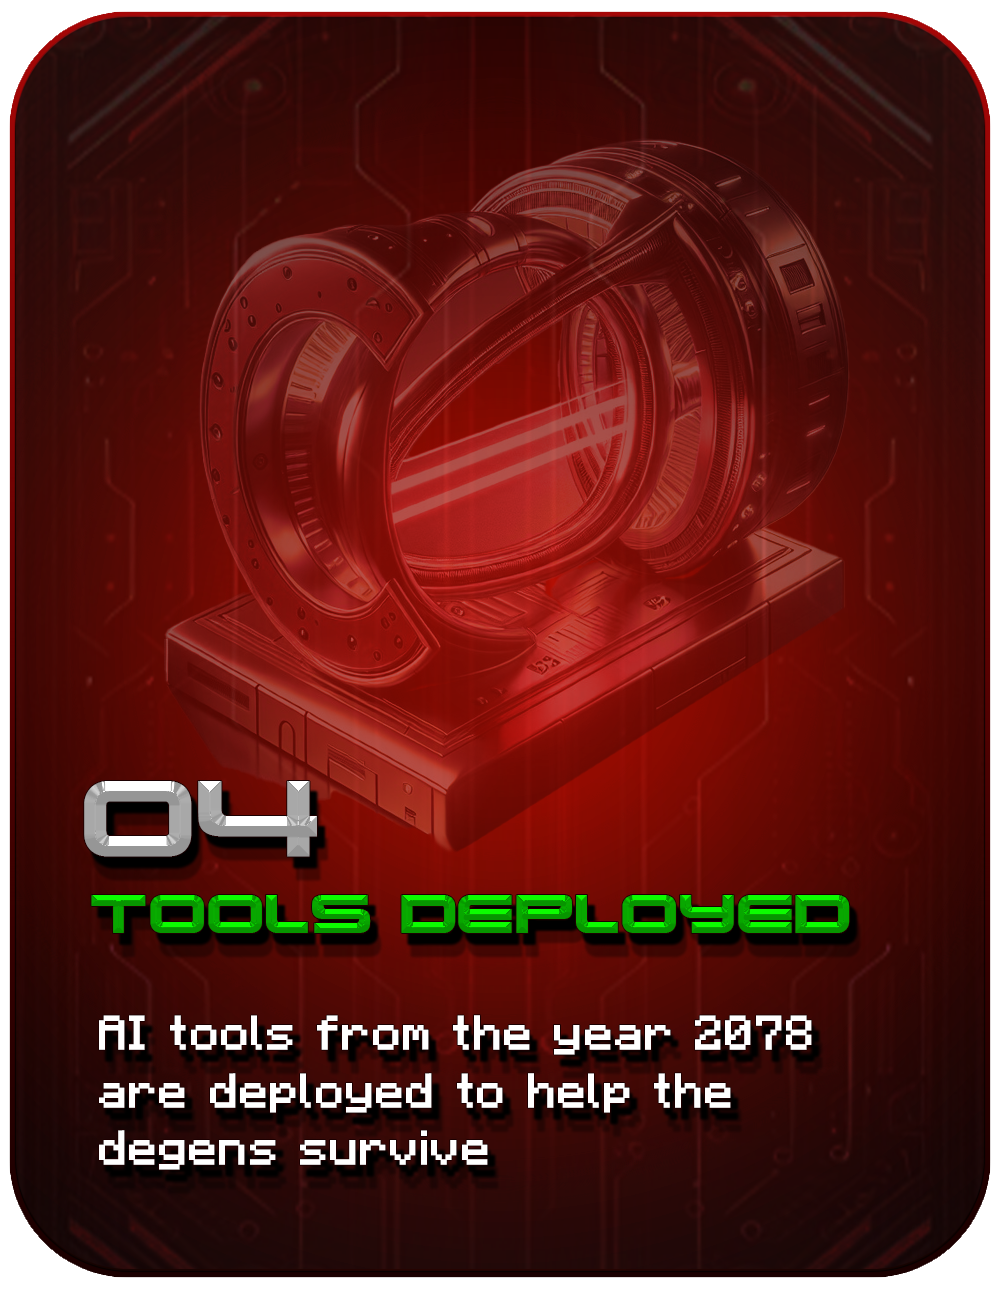 04
TOOLS DEPLOYED
AI tools from the year 2078
are deployed to help the
degens survive